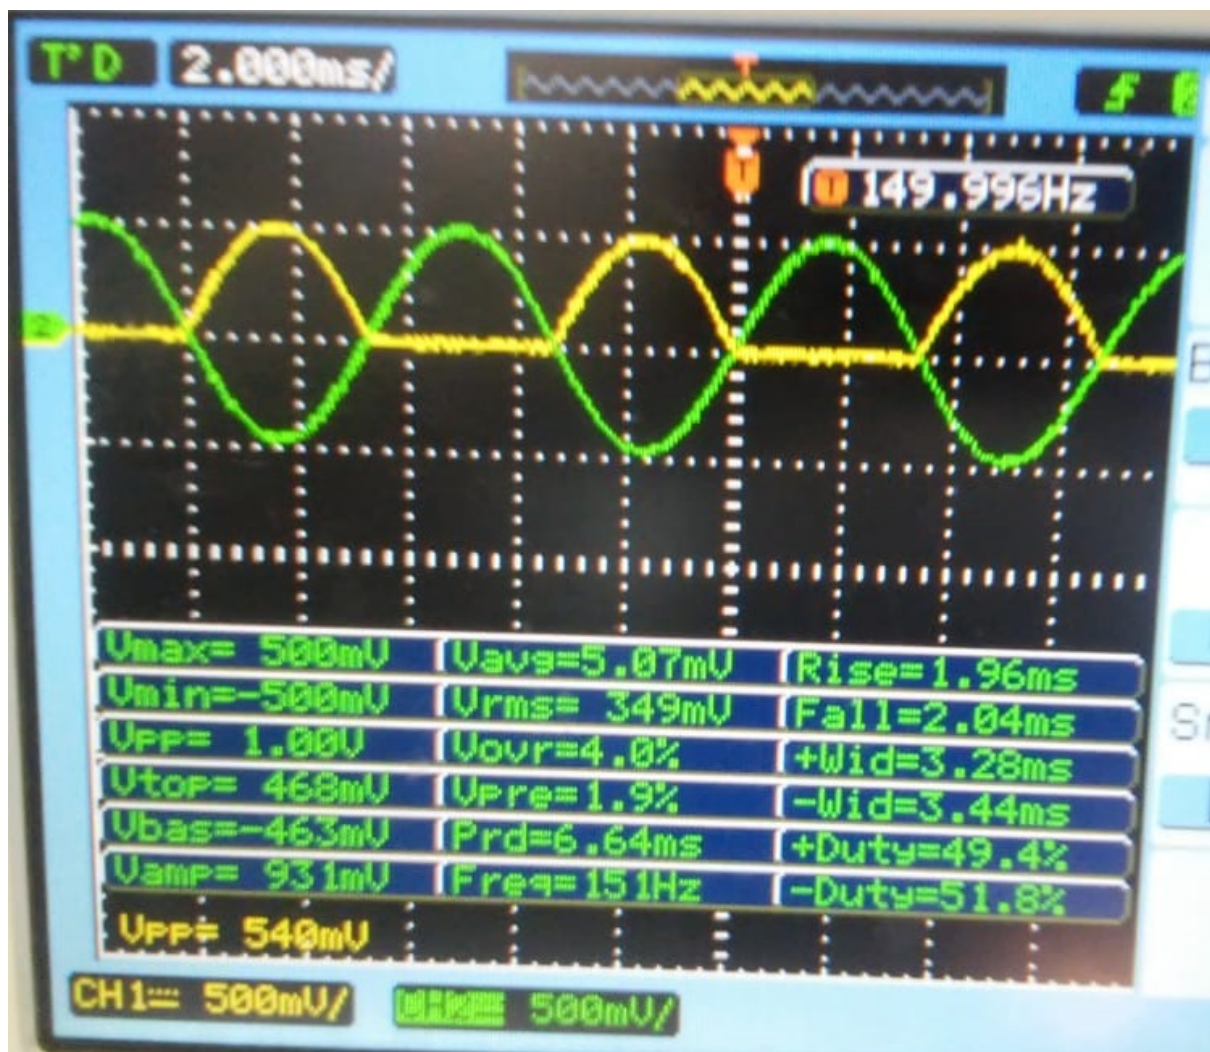 T'D 2.000ms/ T
T
T 149.996Hz
2
Vmax= 500mV Vavg=5.07mV Rise=1.96ms
Vmin=-500mV Vrms= 349mV Fall=2.04ms
Vpp= 1.00V Vovr=4.0% +Wid=3.28ms
Vtop= 468mV Vpre=1.9% -Wid=3.44ms
Vbas=-463mV Prd=6.64ms +Duty=49.4%
Vamp= 931mV Freq=151Hz -Duty=51.8%
Vpp= 540mV
CH1 500mV/ 500mV/